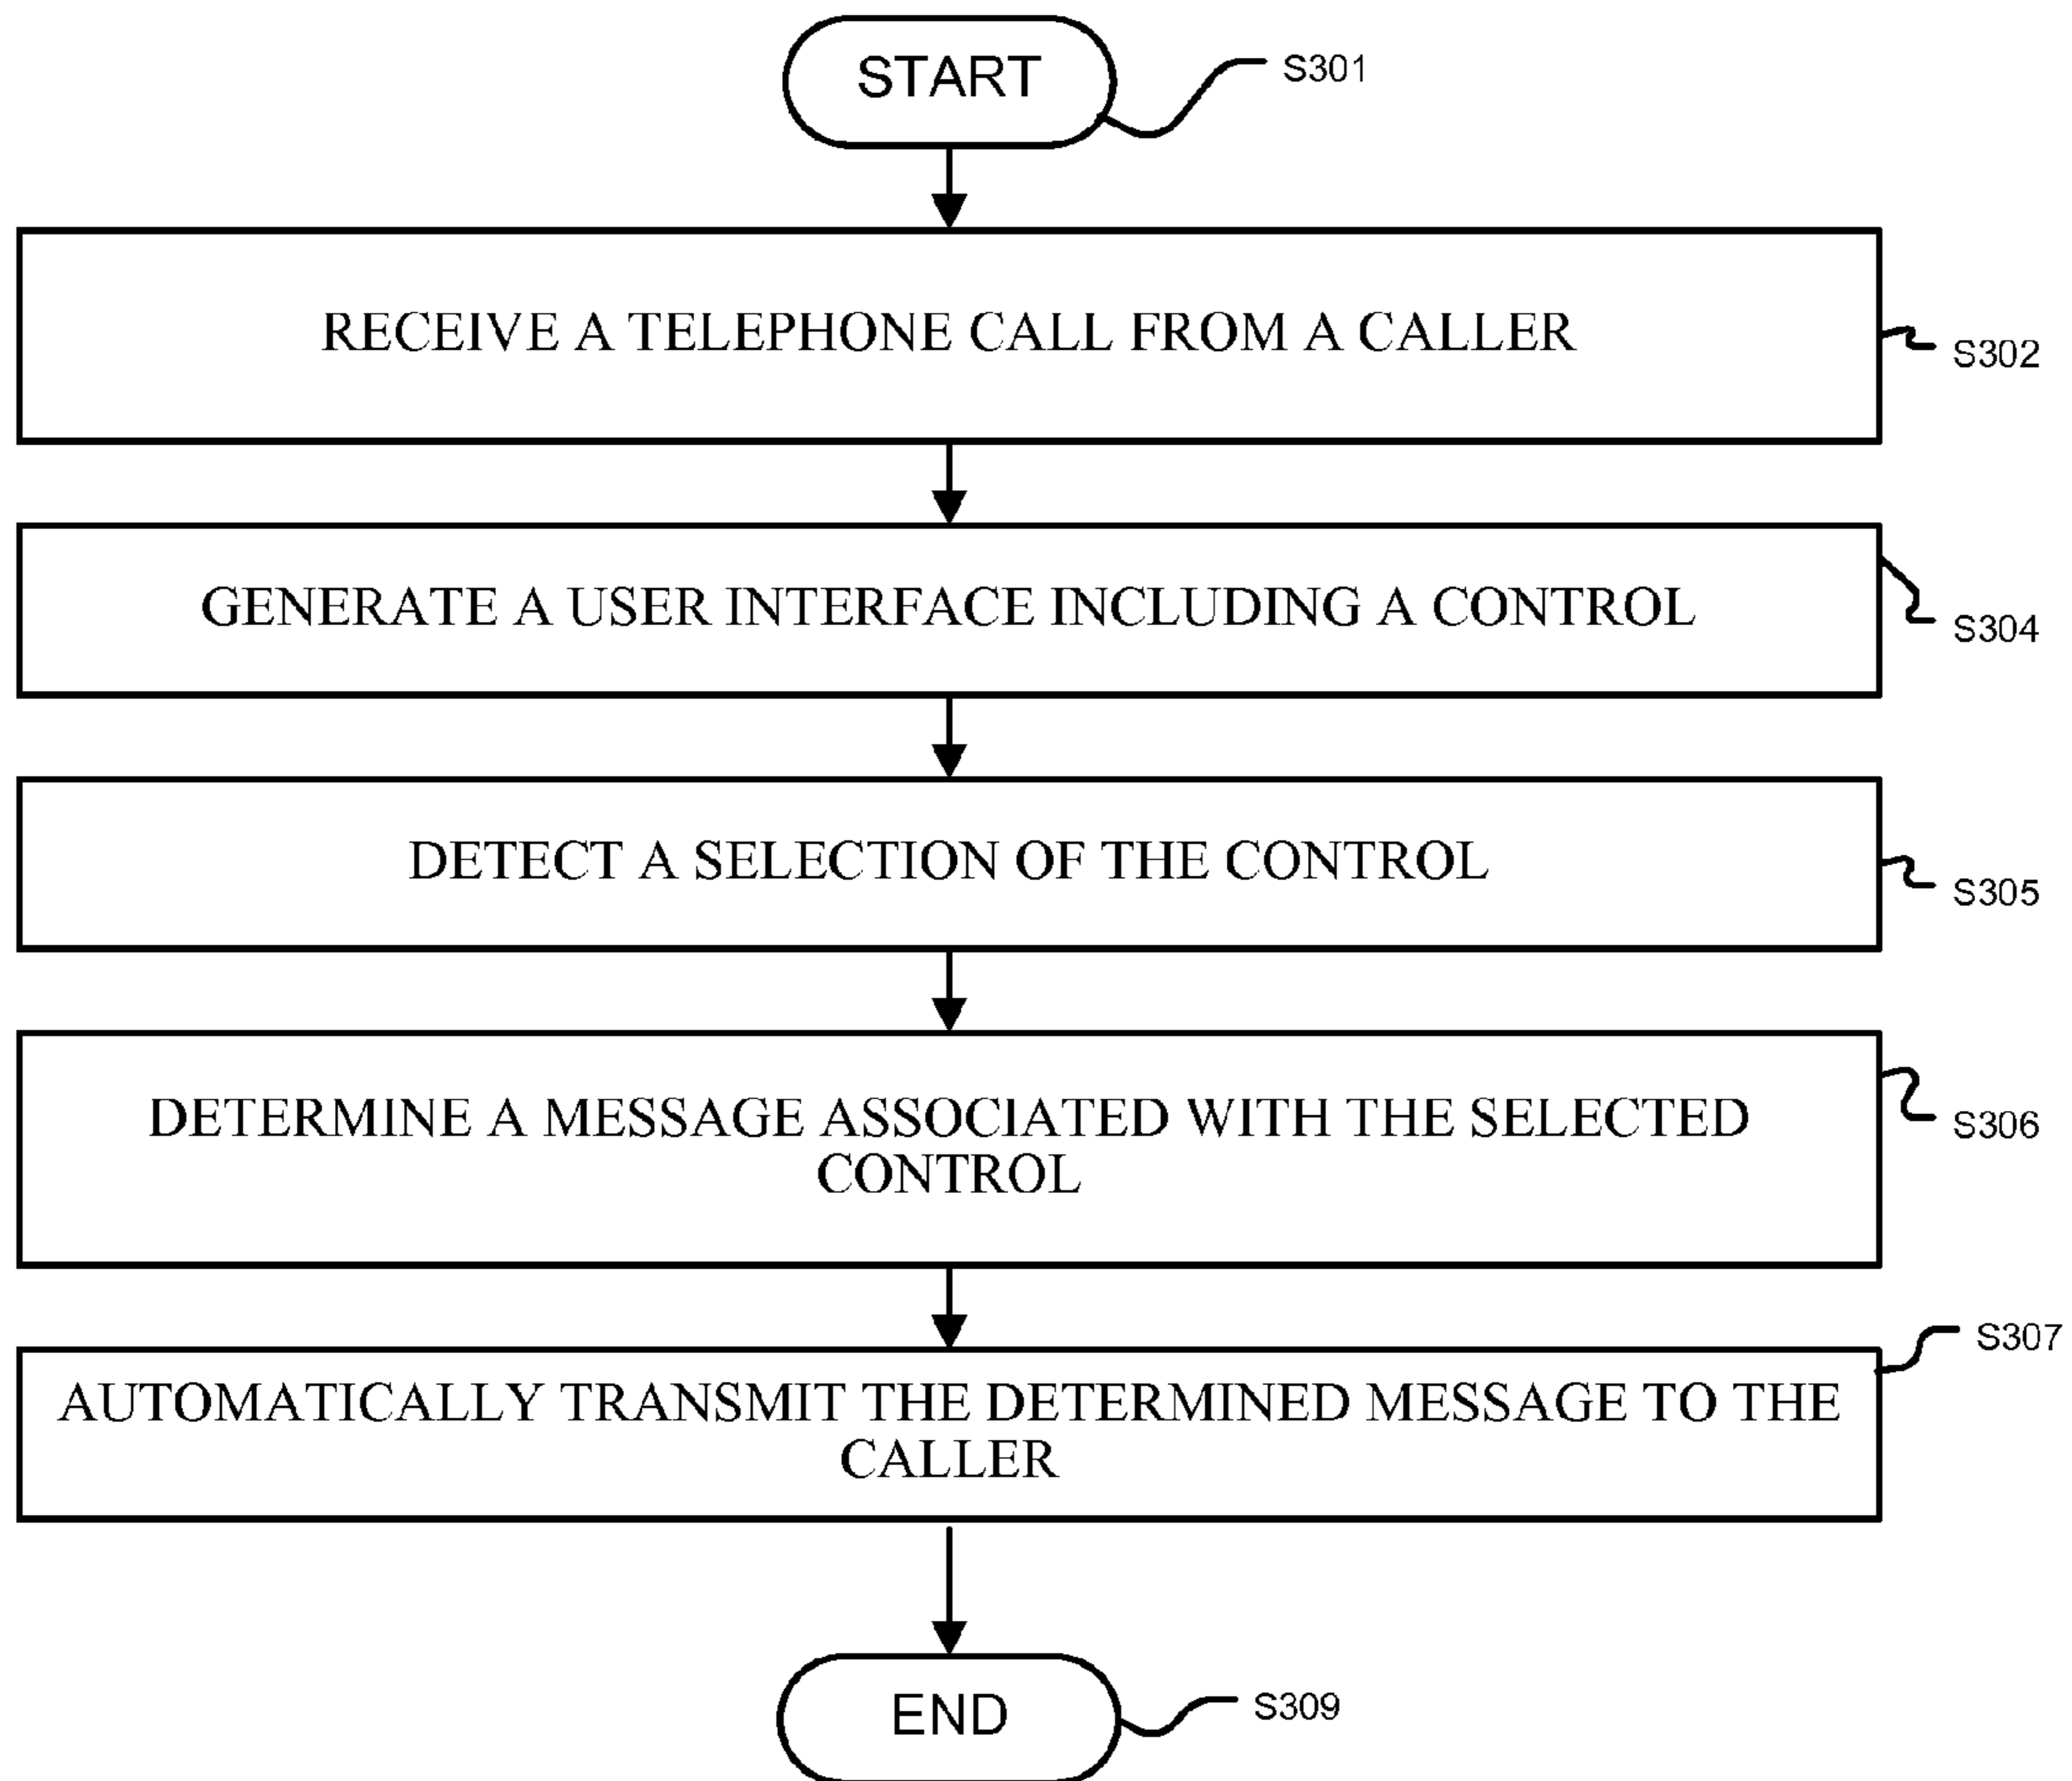 START
S301
RECEIVE A TELEPHONE CALL FROM A CALLER
S302
GENERATE A USER INTERFACE INCLUDING A CONTROL
S304
DETECT A SELECTION OF THE CONTROL
S305
DETERMINE A MESSAGE ASSOCIATED WITH THE SELECTED
CONTROL
S306
AUTOMATICALLY TRANSMIT THE DETERMINED MESSAGE TO THE
CALLER
S307
END
S309